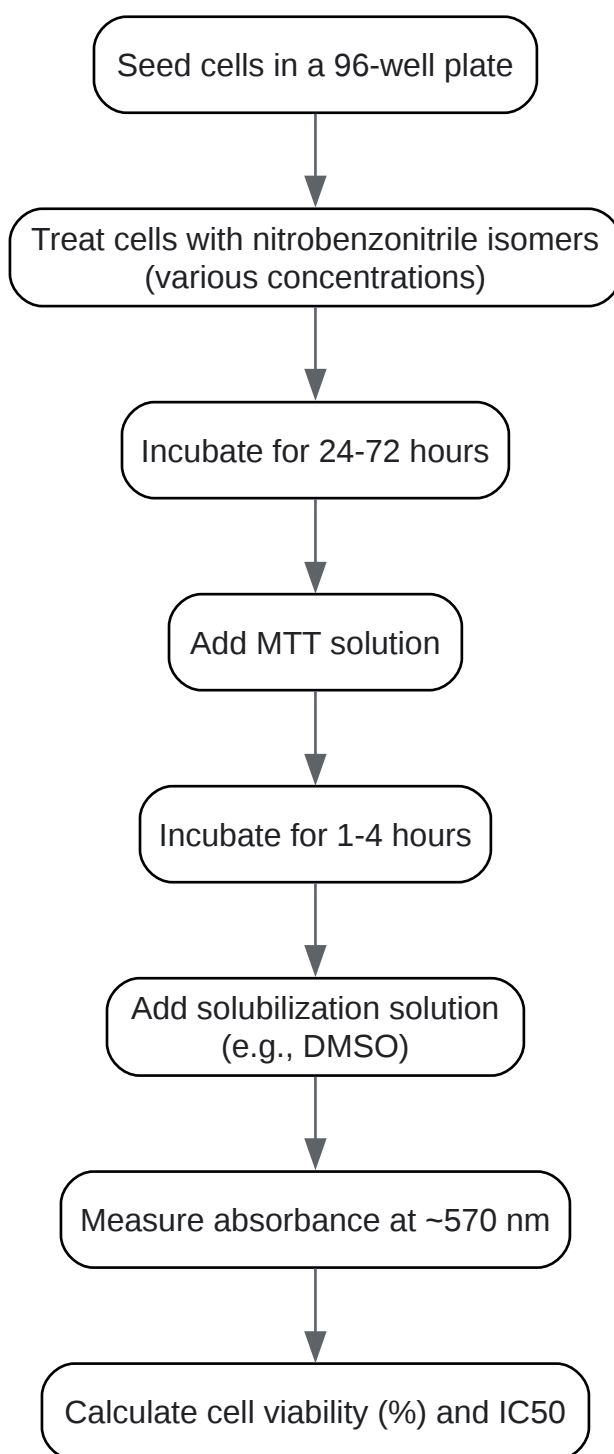 Seed cells in a 96-well plate
Treat cells with nitrobenzonitrile isomers
(various concentrations)
Incubate for 24-72 hours
Add MTT solution
Incubate for 1-4 hours
Add solubilization solution
(e.g., DMSO)
Measure absorbance at ~570 nm
Calculate cell viability (%) and IC50